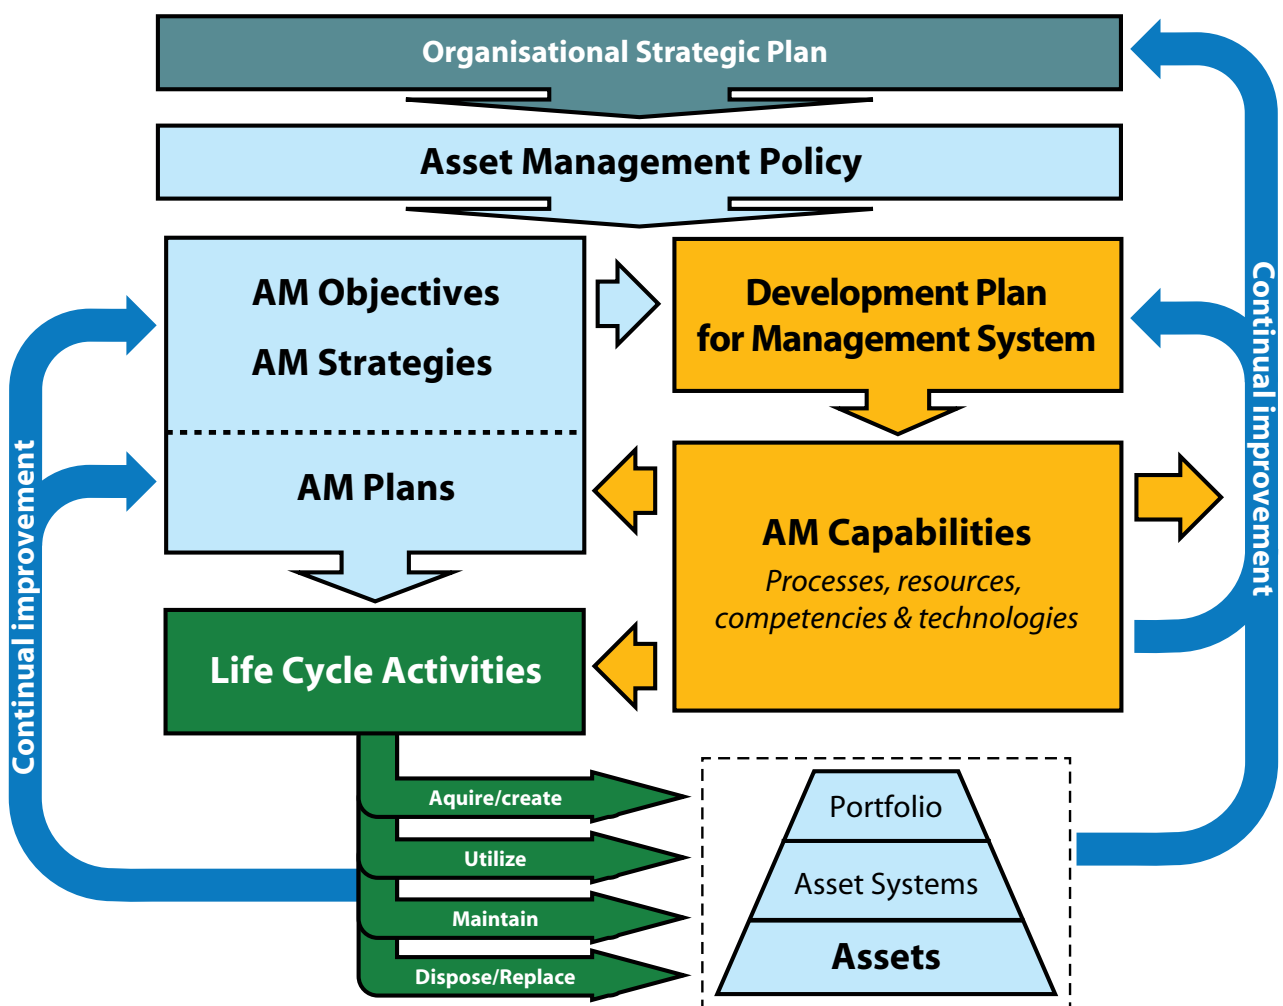 Organisational Strategic Plan
Asset Management Policy
AM Objectives
AM Strategies
AM Plans
Development Plan
for Management System
AM Capabilities
Processes, resources,
competencies & technologies
Life Cycle Activities
Aquire/create
Utilize
Maintain
Dispose/Replace
Portfolio
Asset Systems
Assets
Continual improvement
Continual improvement